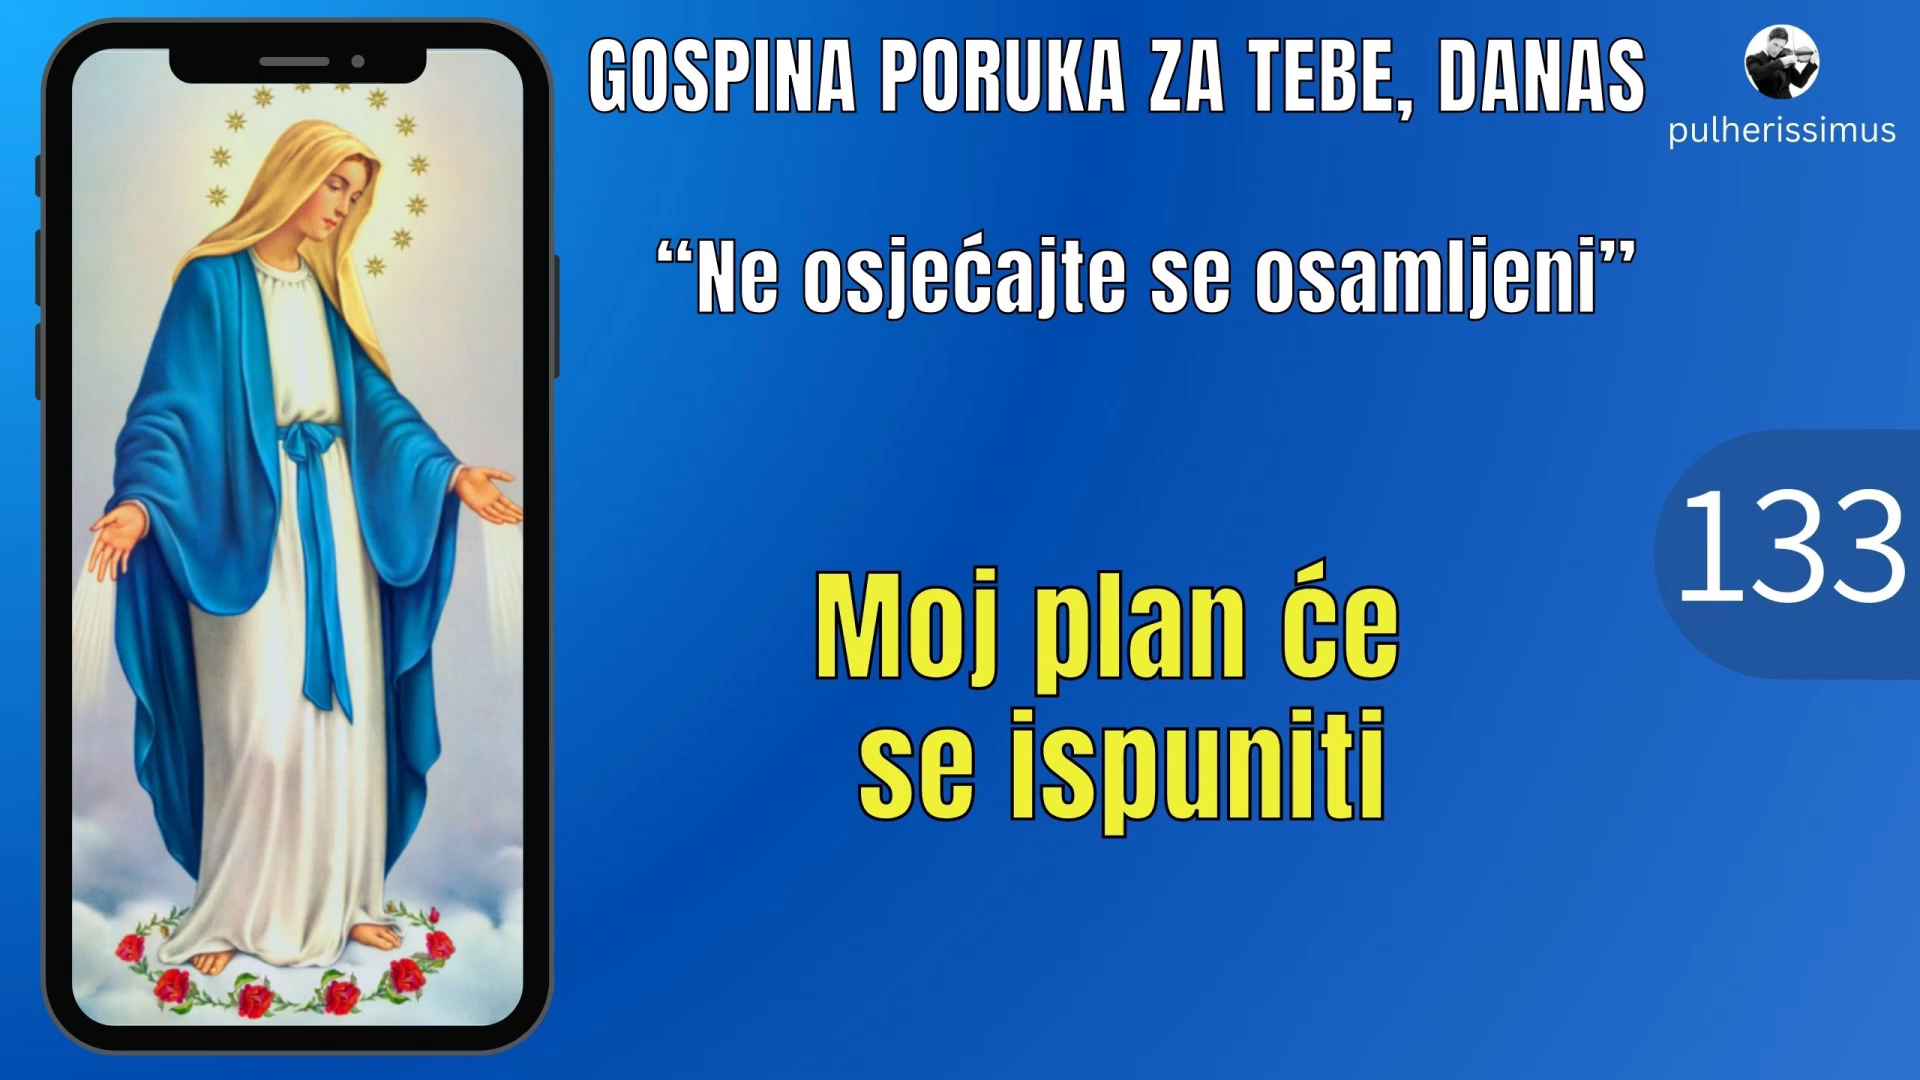 GOSPINA PORUKA ZA TEBE, DANAS
pulherissimus
“Ne osjećajte se osamljeni”
133
Moj plan će
se ispuniti